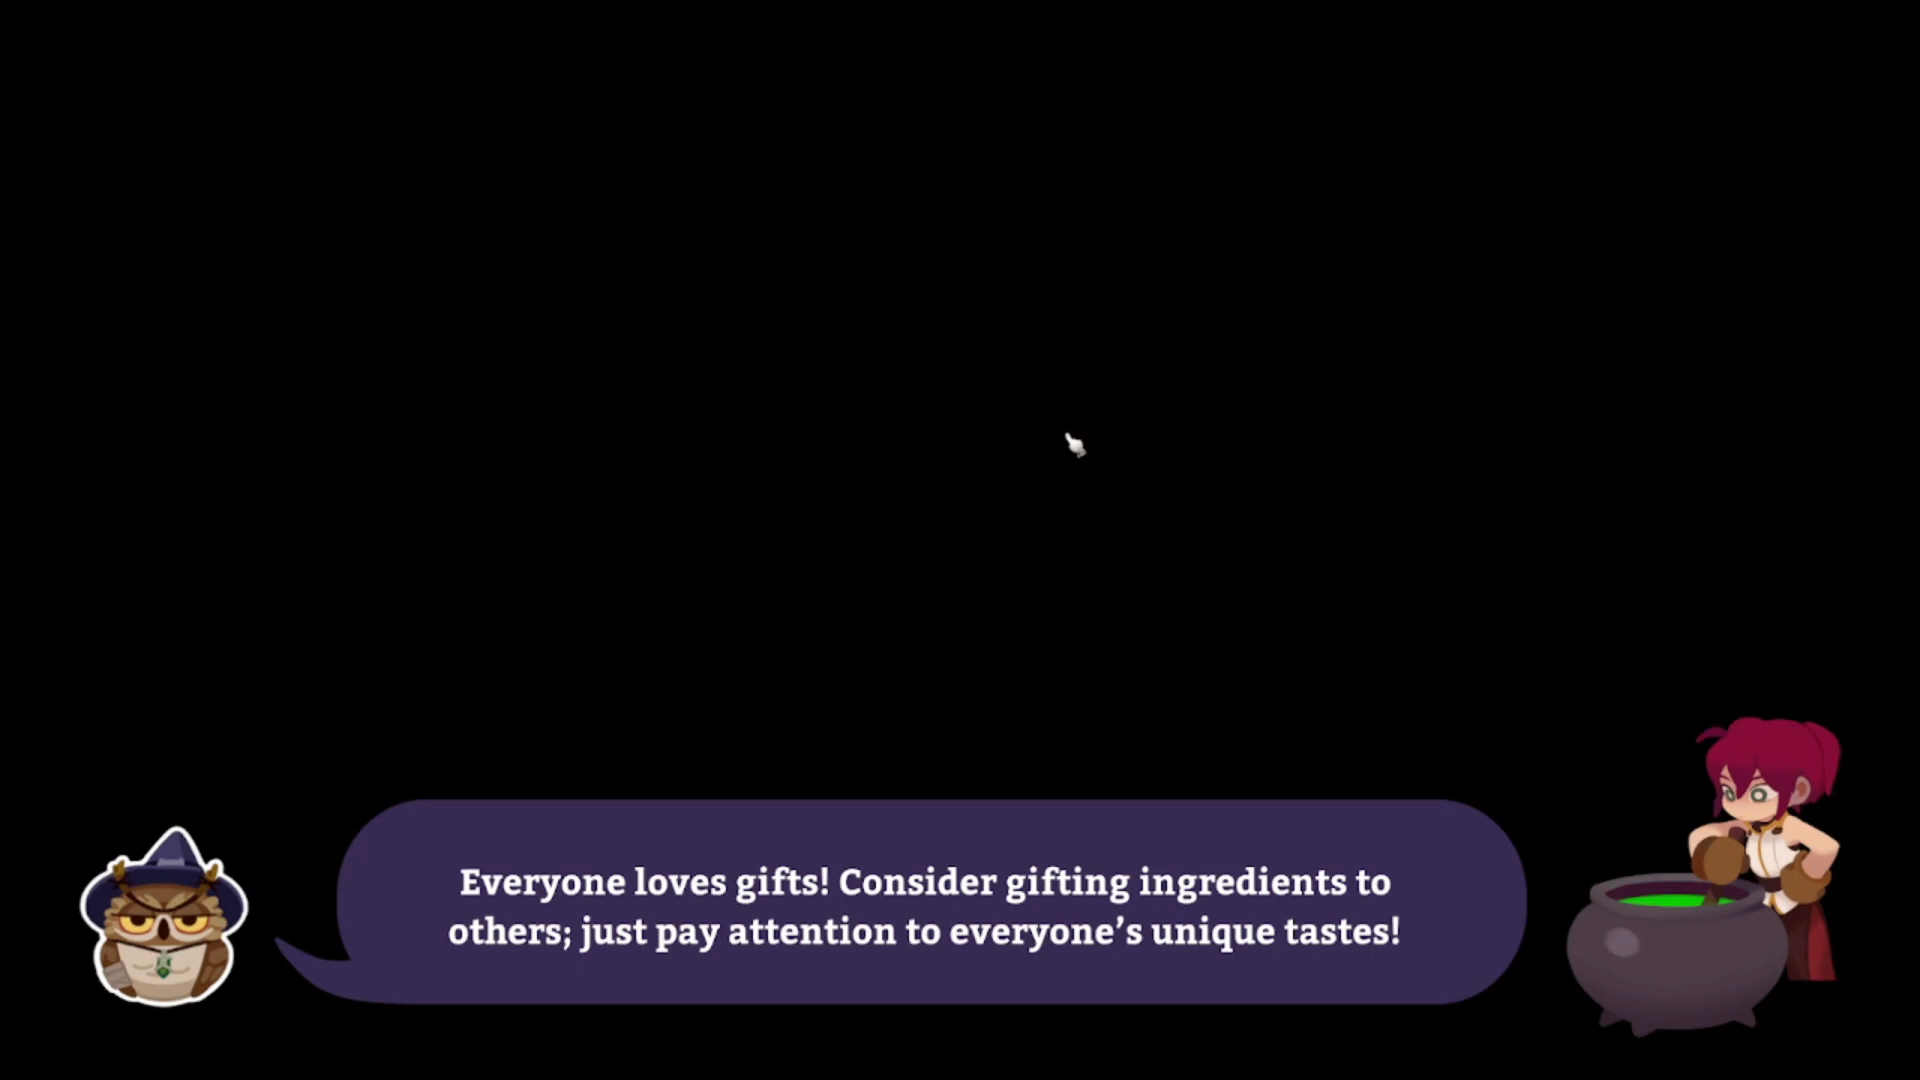 Everyone loves gifts! Consider gifting ingredients to
others; just pay attention to everyone’s unique tastes!